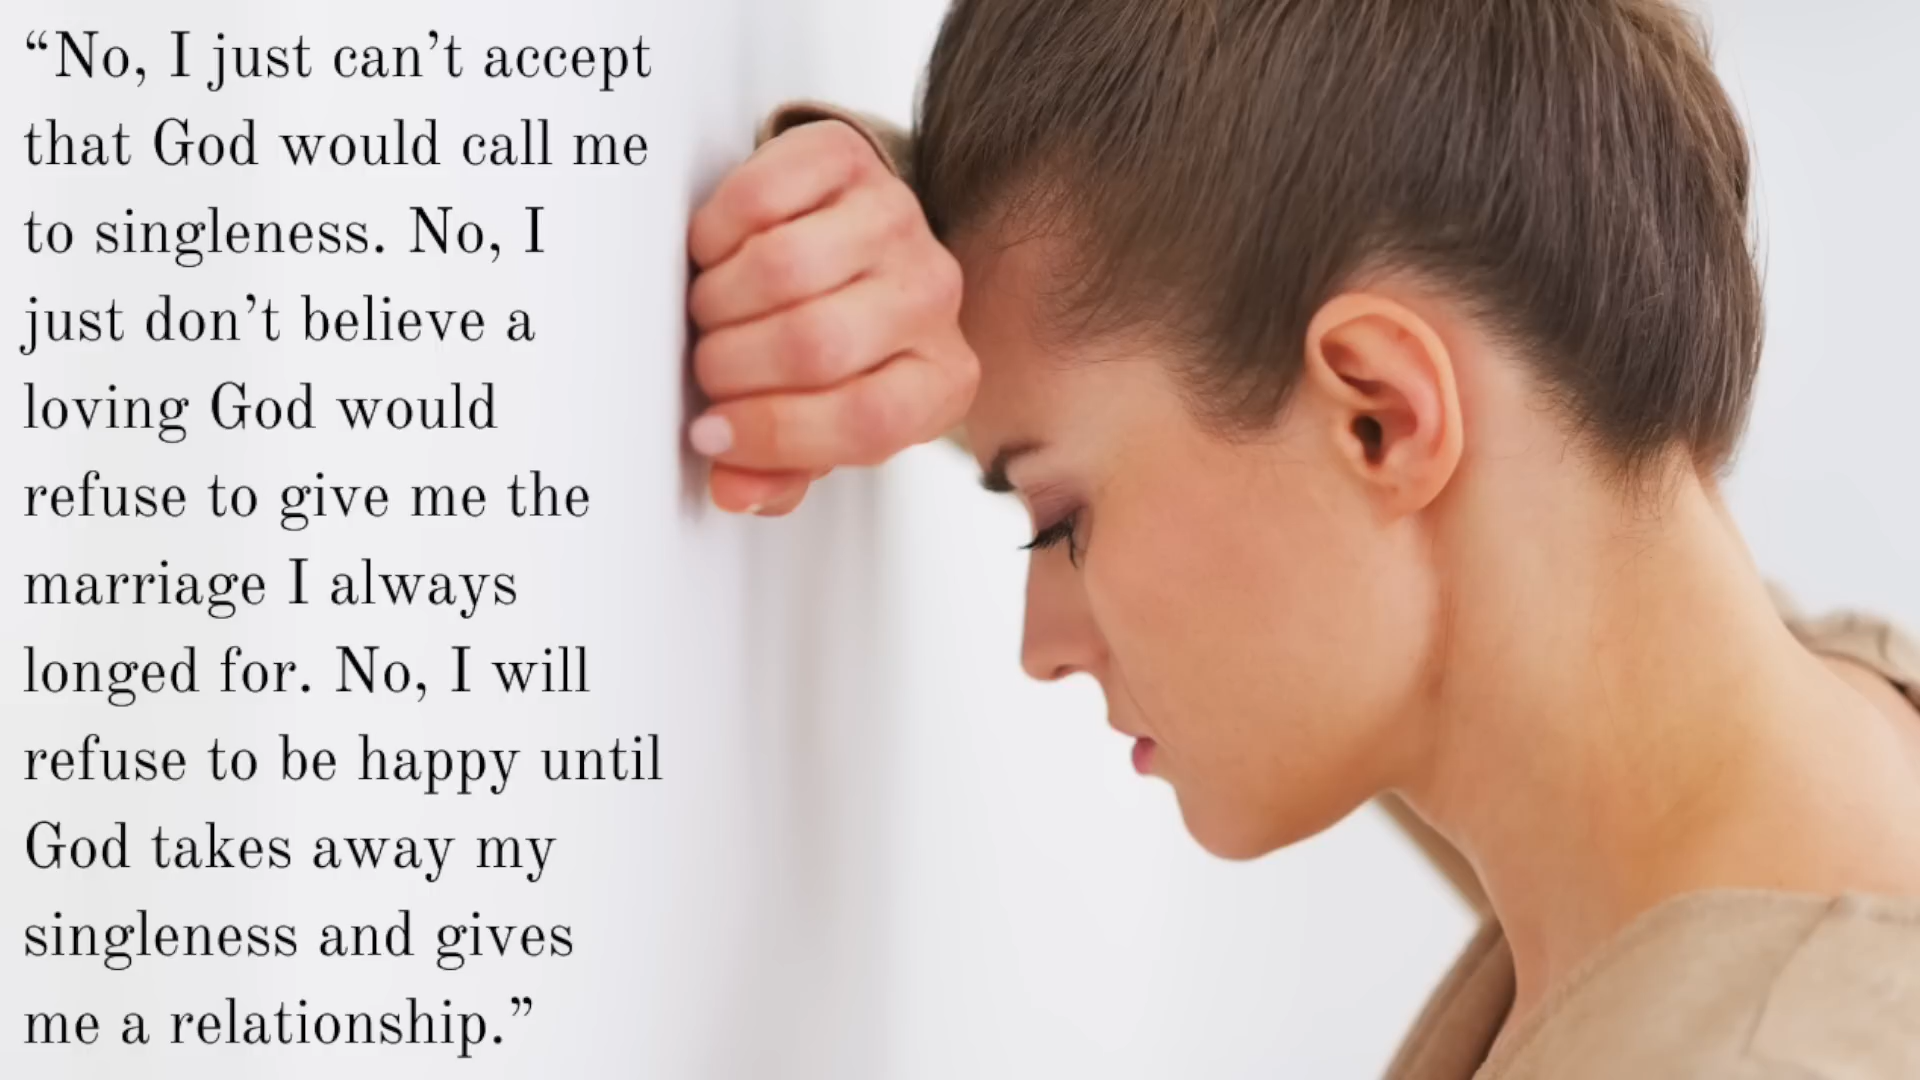 “No, I just can’t accept
that God would call me
to singleness. No, I
just don’t believe a
loving God would
refuse to give me the
marriage I always
longed for. No, I will
refuse to be happy until
God takes away my
singleness and gives
me a relationship.”